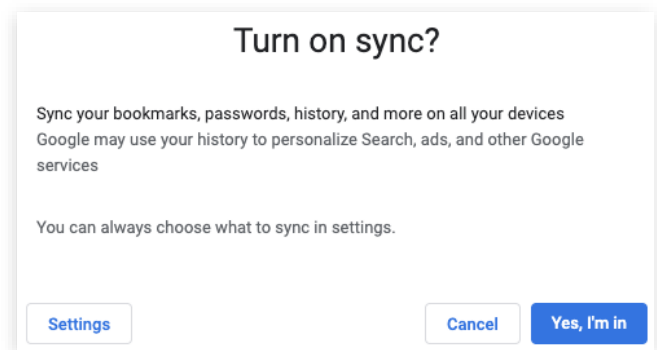 Turn on sync?
Sync your bookmarks, passwords, history, and more on all your devices
Google may use your history to personalize Search, ads, and other Google
services
You can always choose what to sync in settings.
Settings
Cancel
Yes, I'm in